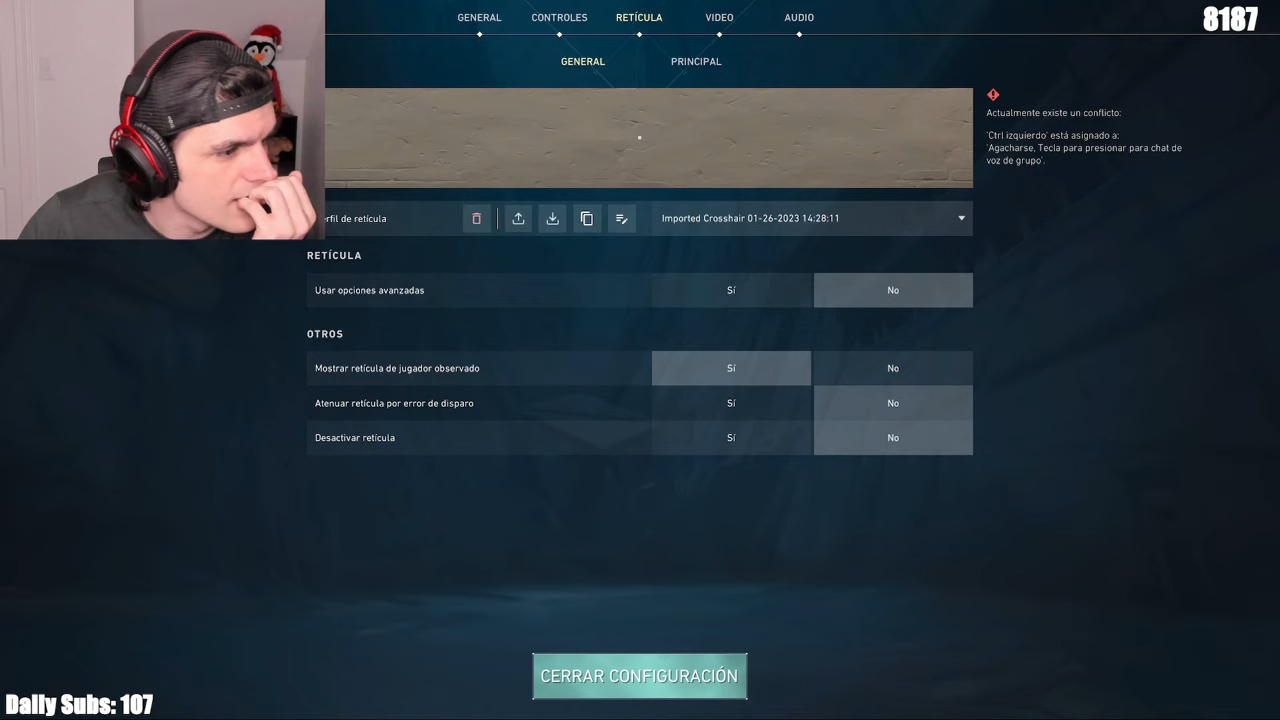 GENERAL CONTROLES RETÍCULA VIDEO AUDIO
8187
GENERAL PRINCIPAL
Actualmente existe un conflicto:
'Ctrl izquierdo' está asignado a:
'Agacharse, Tecla para presionar para chat de
voz de grupo'.
de retícula
Imported Crosshair 01-26-2023 14:28:11
RETÍCULA
Usar opciones avanzadas Sí No
OTROS
Mostrar retícula de jugador observado Sí No
Atenuar retícula por error de disparo Sí No
Desactivar retícula Sí No
CERRAR CONFIGURACIÓN
Daily Subs: 107